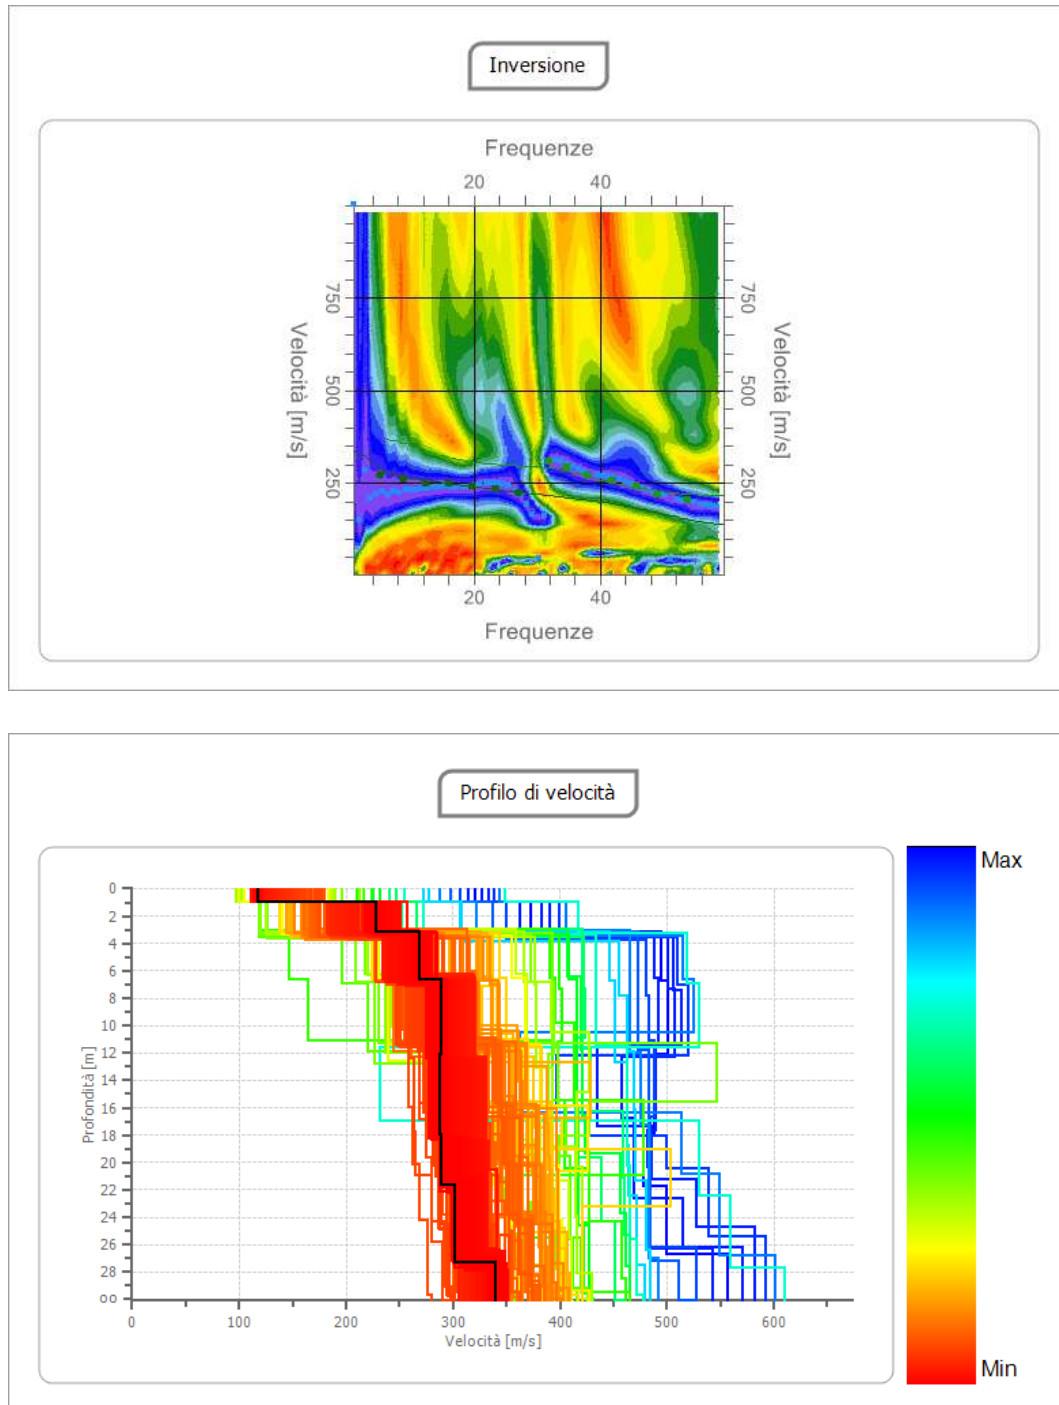 Inversione
Frequenze
20 40
750
500
250
Velocità [m/s]
750
500
250
Velocità [m/s]
20 40
Frequenze
Profilo di velocità
0
2
4
6
8
10
12
14
16
18
20
22
24
26
28
oo
Profondità [m]
0 100 200 300 400 500 600
Velocità [m/s]
Max
Min